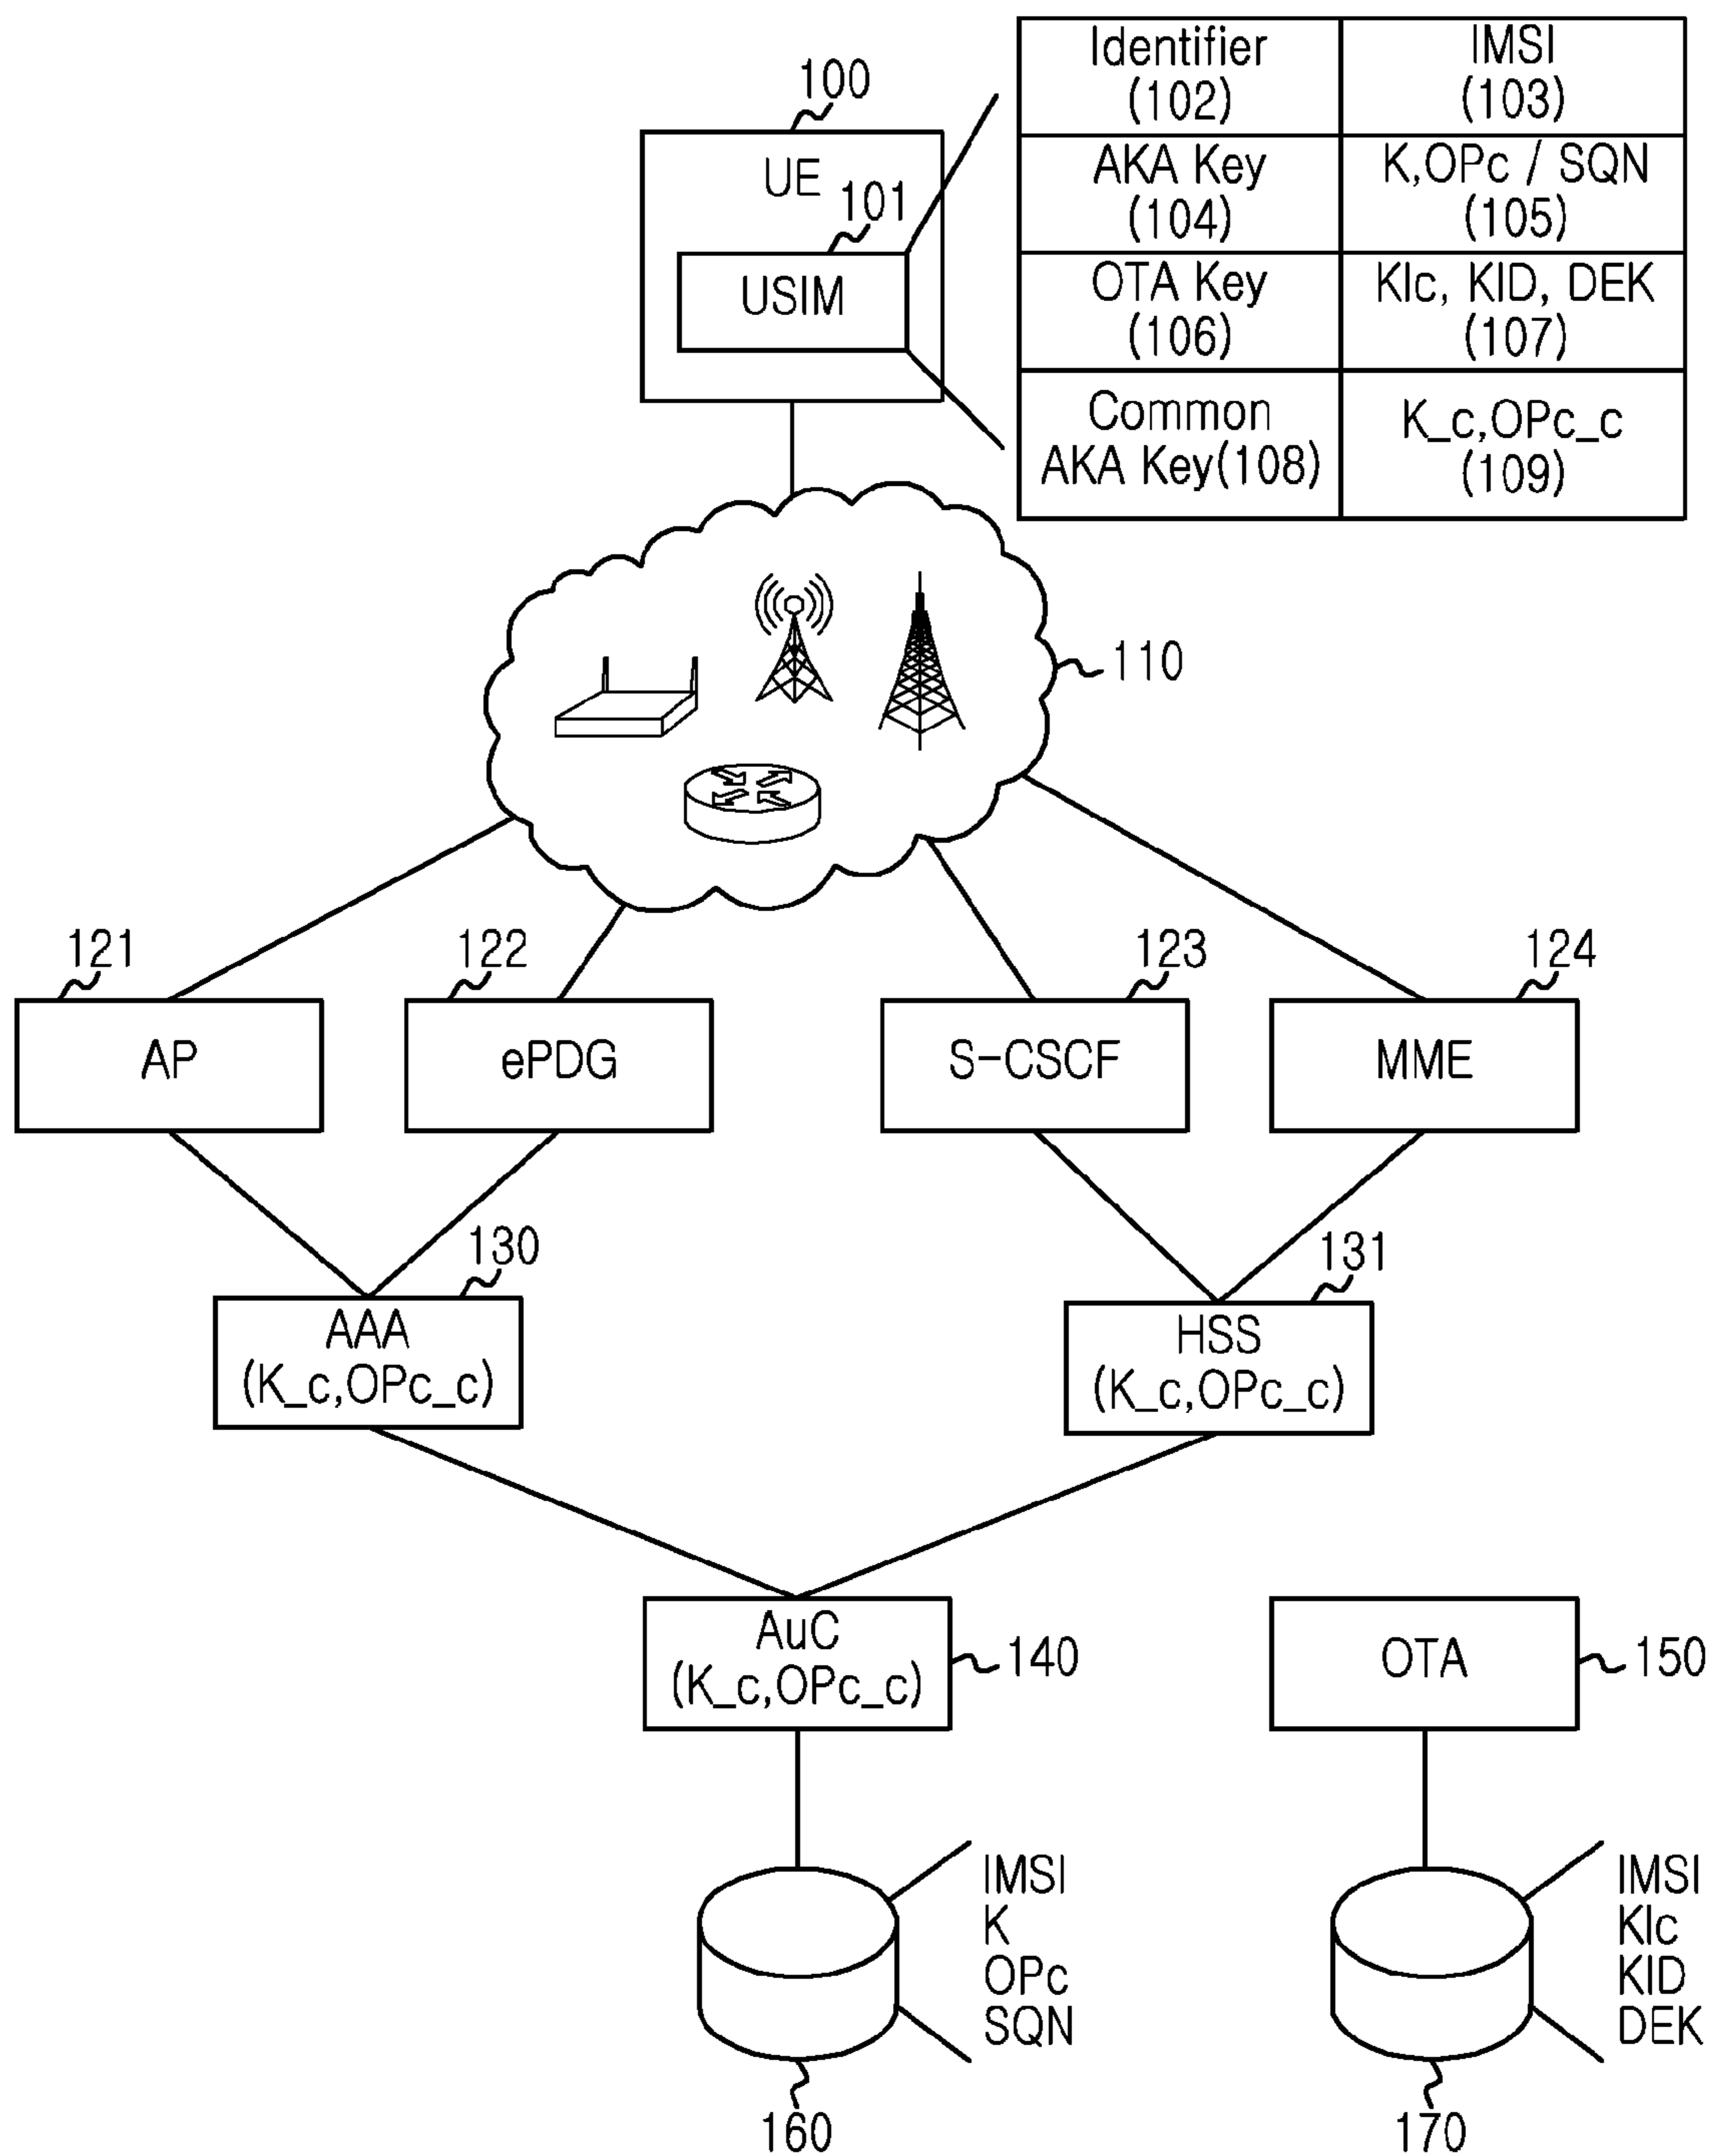 100
UE
101
USIM
Identifier
(102)
IMSI
(103)
AKA Key
(104)
K,OPc / SQN
(105)
OTA Key
(106)
KIc, KID, DEK
(107)
Common
AKA Key(108)
K_c,OPc_c
(109)
110
121
AP
122
ePDG
123
S-CSCF
124
MME
130
AAA
(K_c,OPc_c)
131
HSS
(K_c,OPc_c)
AuC
(K_c,OPc_c)
140
OTA
150
IMSI
K
OPc
SQN
160
IMSI
KIc
KID
DEK
170